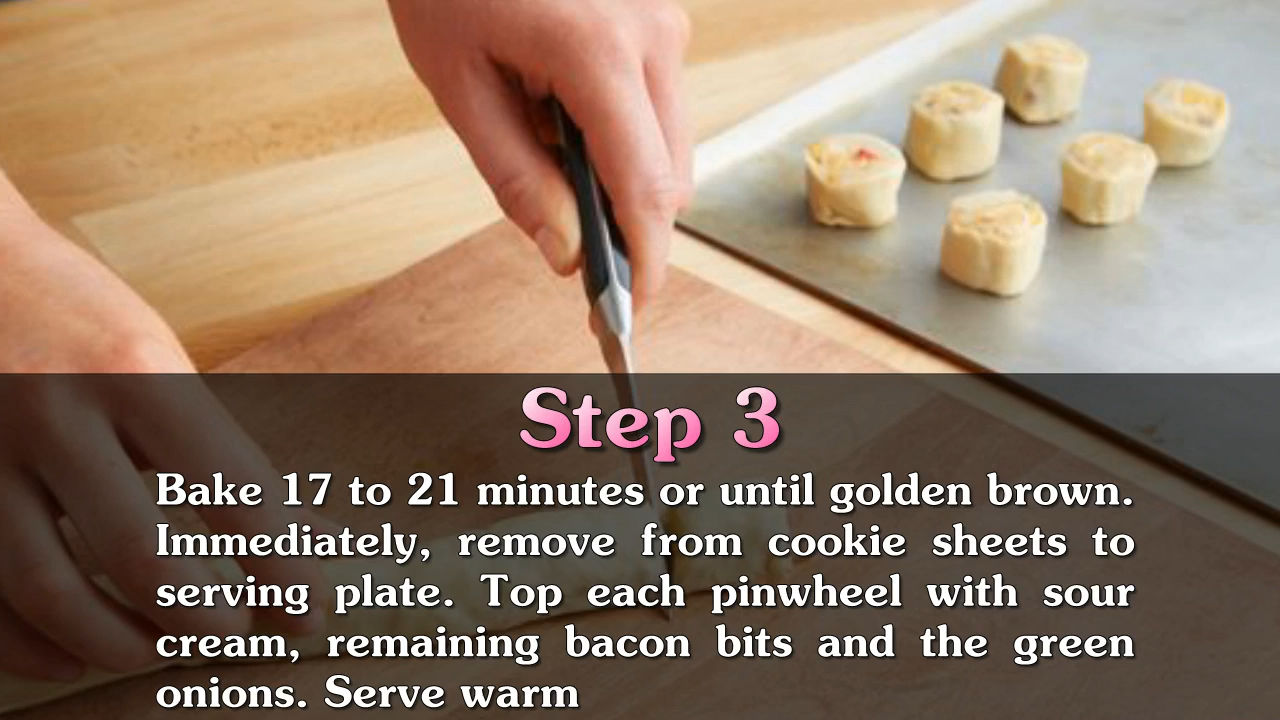 Step 3
Bake 17 to 21 minutes or until golden brown.
Immediately, remove from cookie sheets to
serving plate. Top each pinwheel with sour
cream, remaining bacon bits and the green
onions. Serve warm